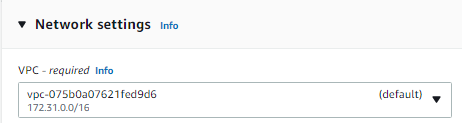 Network settings Info
VPC - required Info
vpc-075b0a07621fed9d6 (default)
172.31.0.0/16